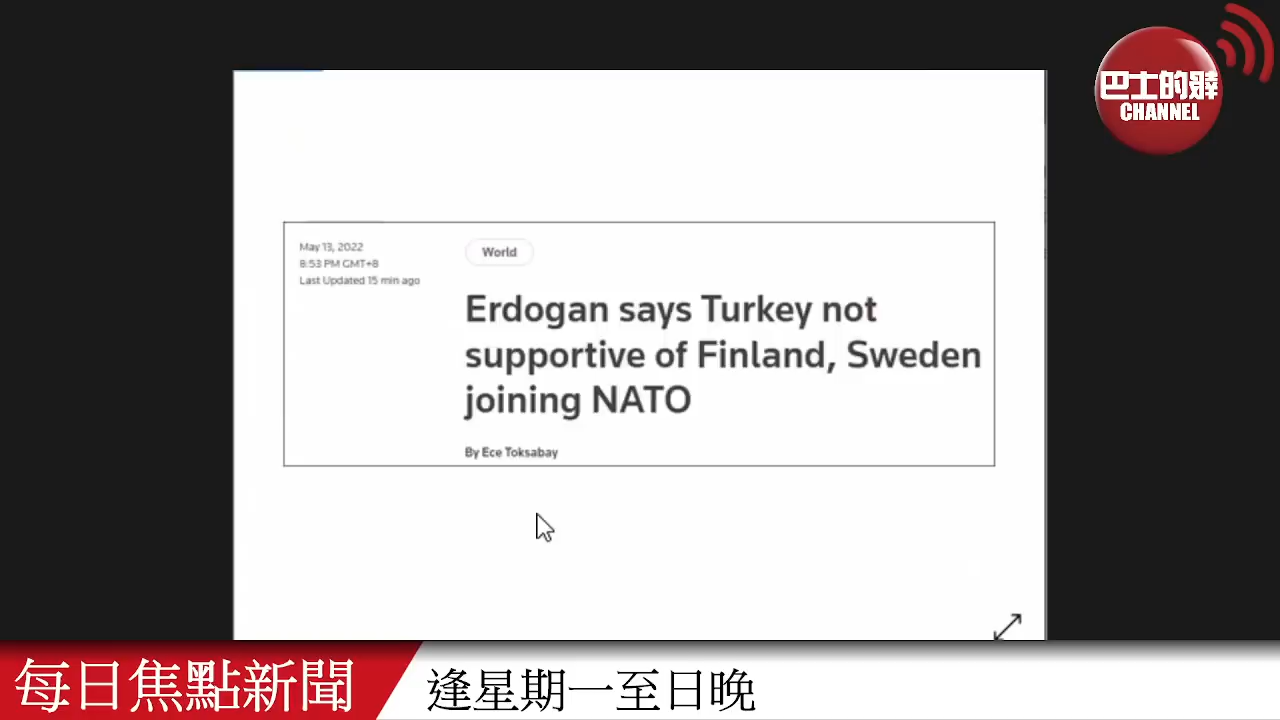 巴士的報
CHANNEL
May 13, 2022
8:53 PM GMT+8
Last Updated 15 min ago
World
Erdogan says Turkey not
supportive of Finland, Sweden
joining NATO
By Ece Toksabay
每日焦點新聞
逢星期一至日晚